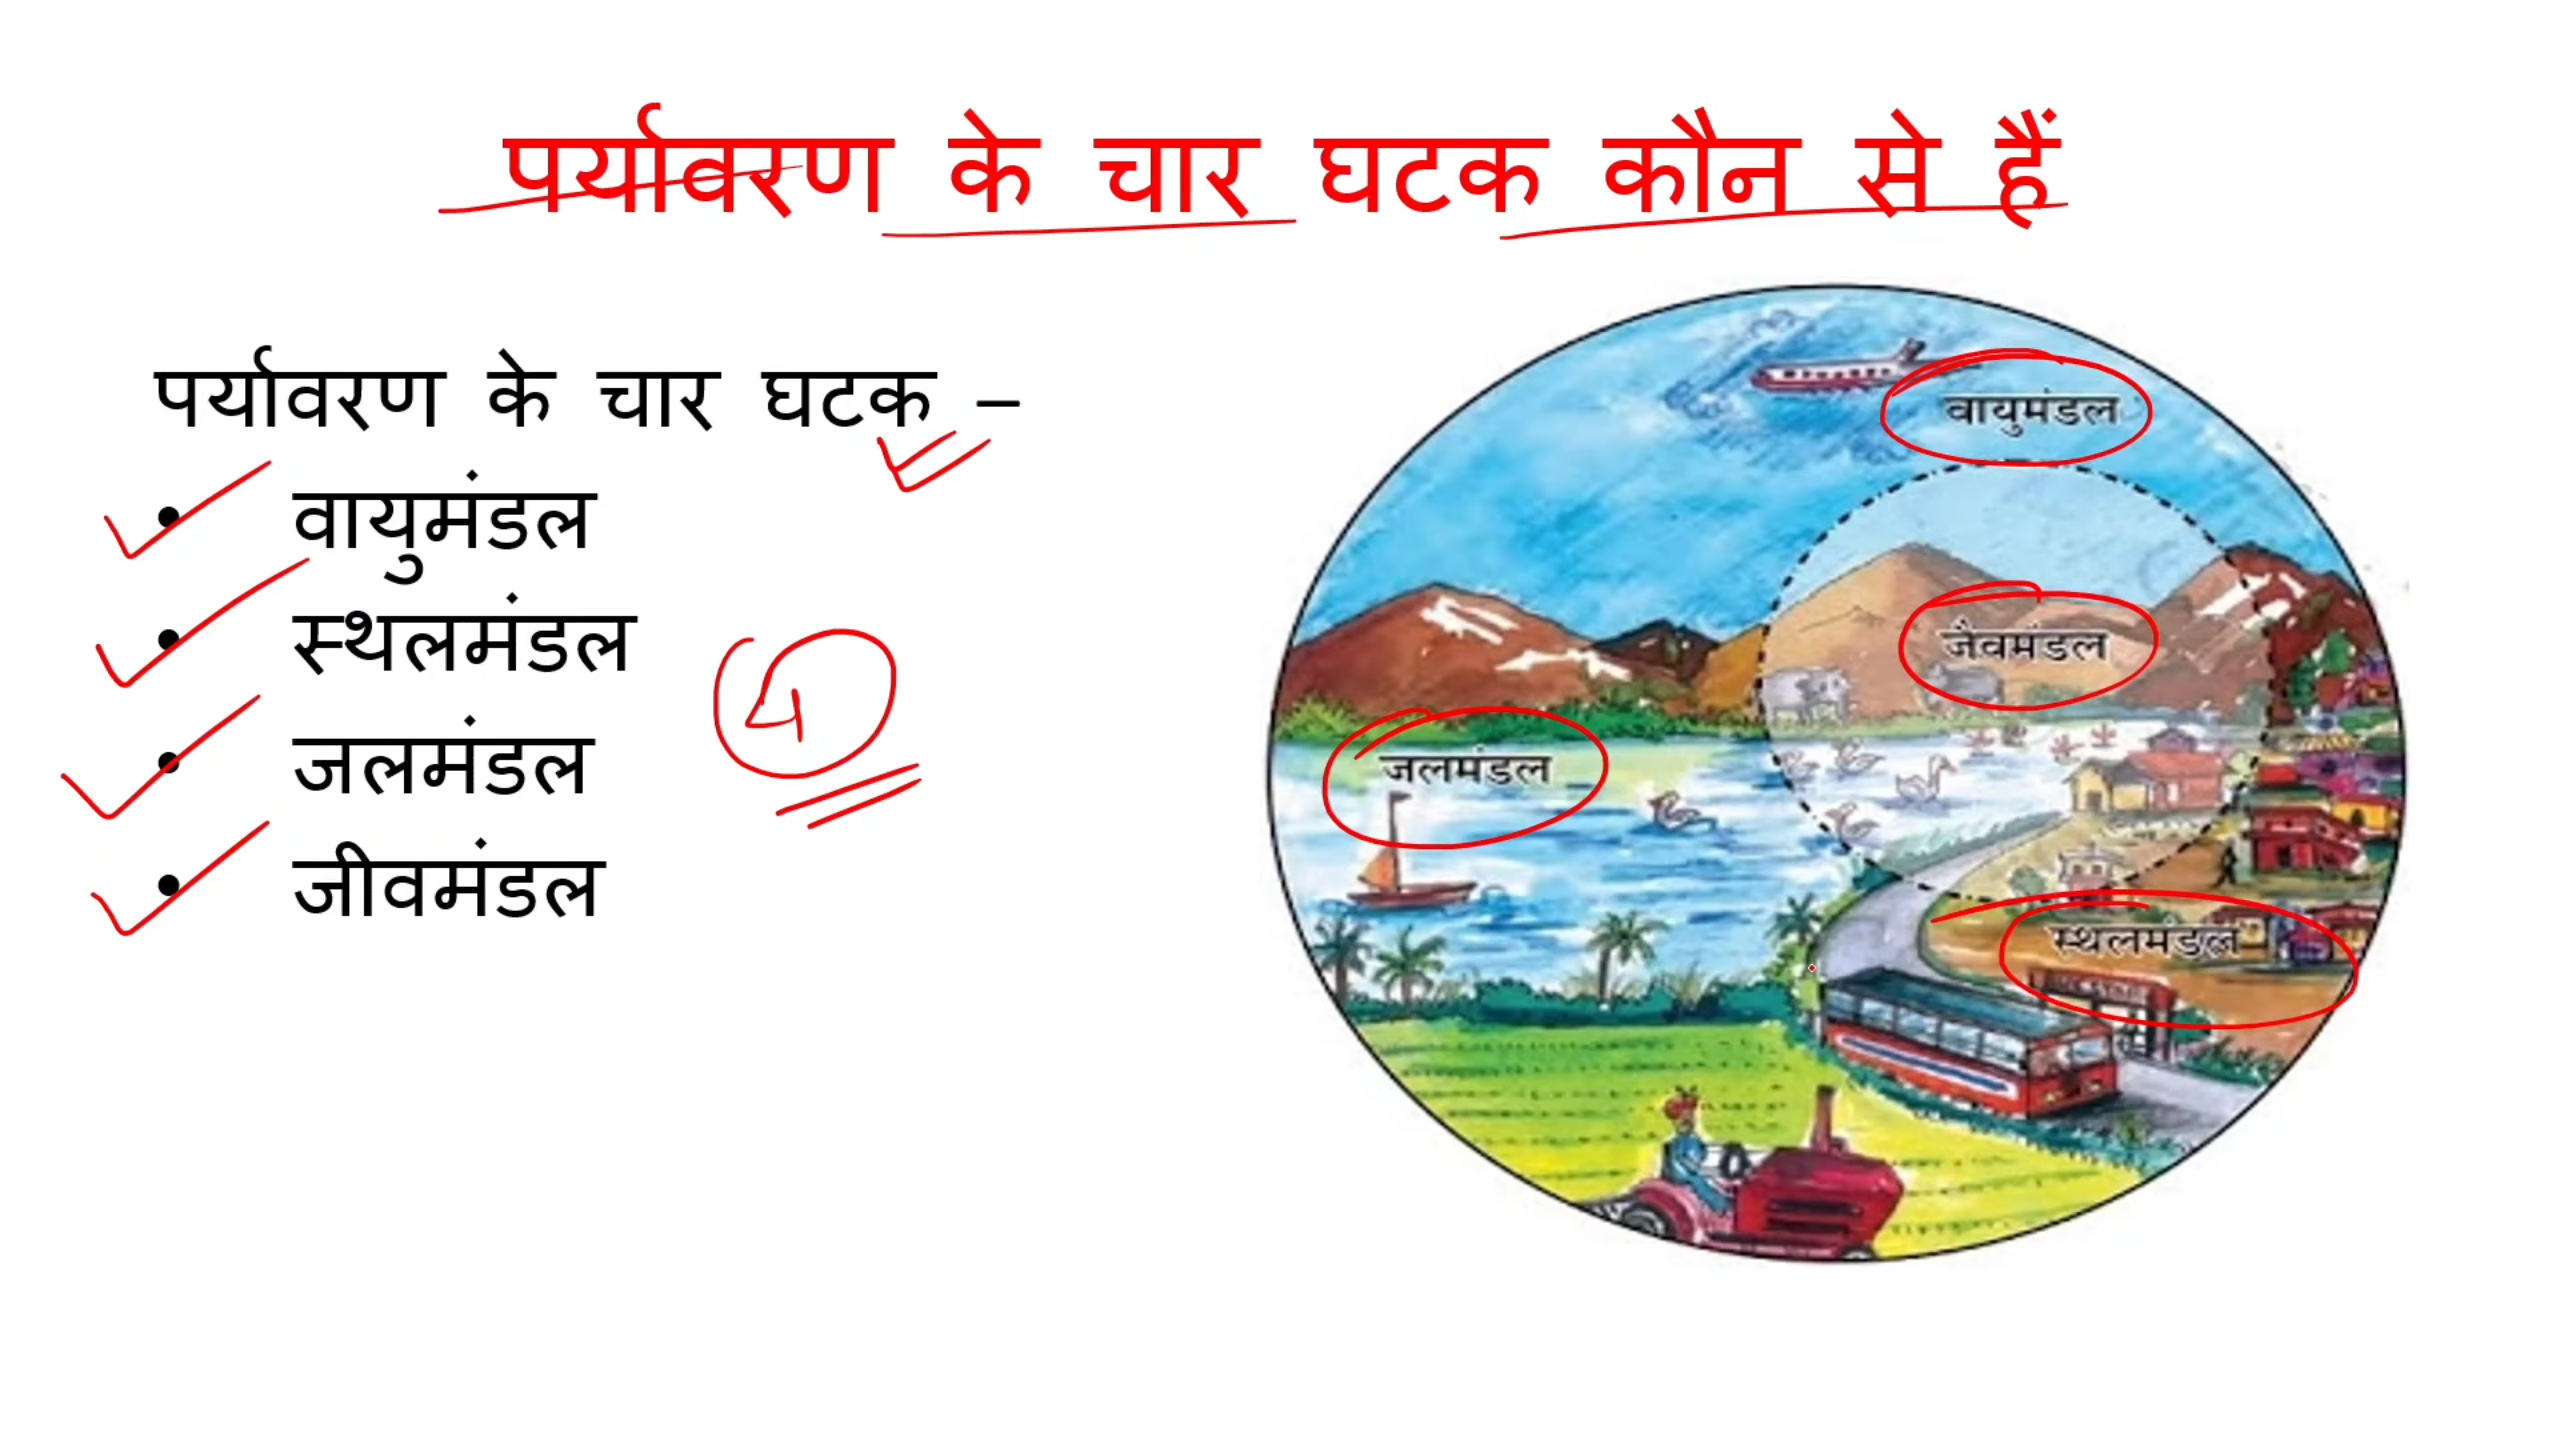 पर्यावरण के चार घटक कौन से हैं
पर्यावरण के चार घटक –
• वायुमंडल
• स्थलमंडल
• जलमंडल
• जीवमंडल
4
वायुमंडल
जैवमंडल
जलमंडल
स्थलमंडल